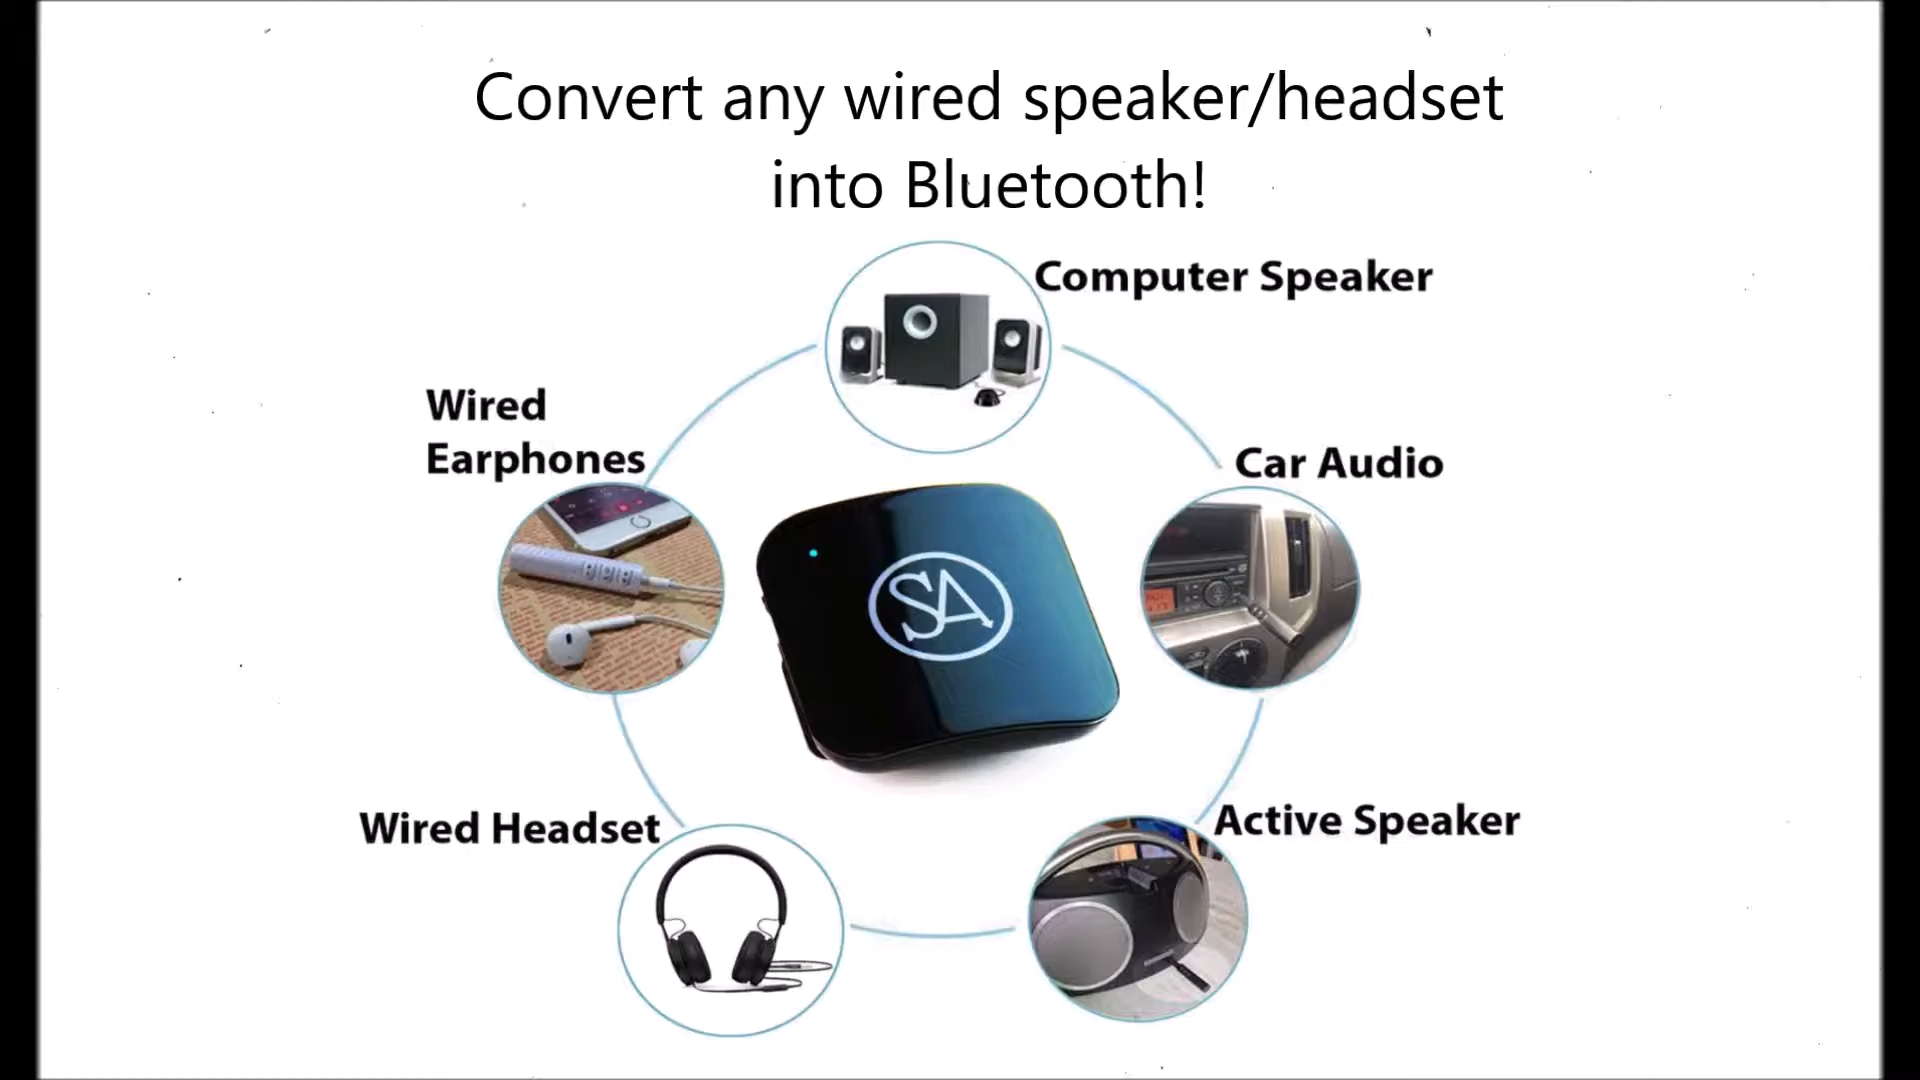 Convert any wired speaker/headset
into Bluetooth!
Computer Speaker
Wired
Earphones
Car Audio
SA
Wired Headset
Active Speaker